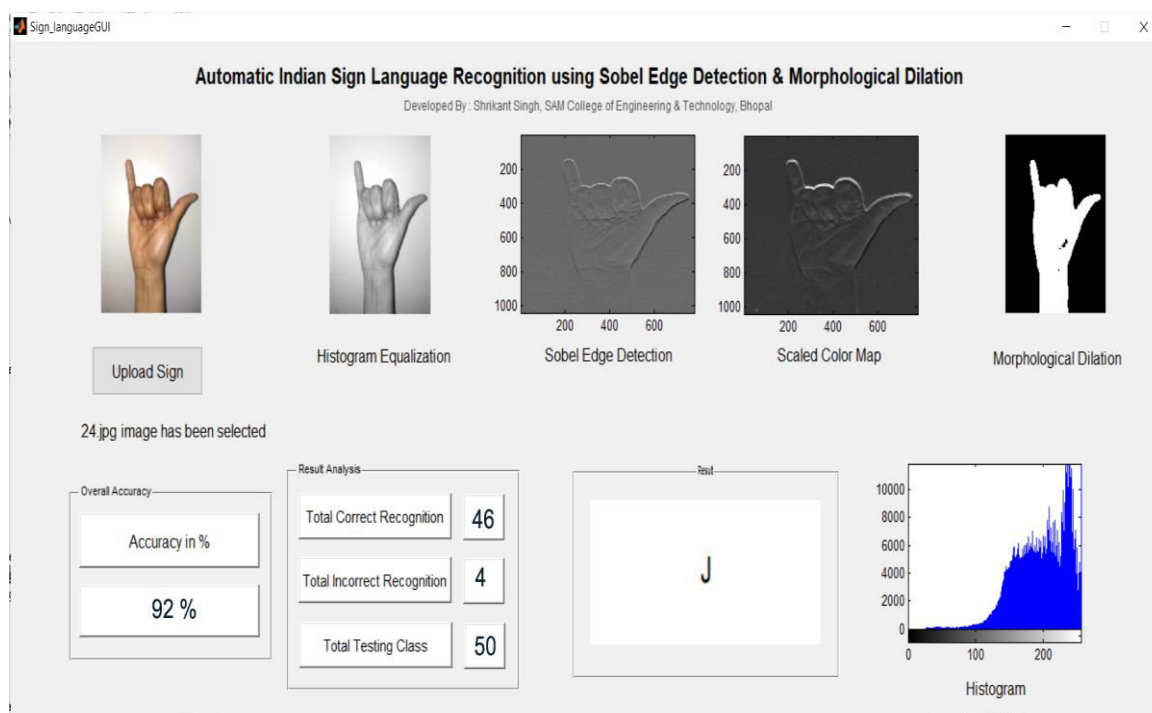 Sign_languageGUI
Automatic Indian Sign Language Recognition using Sobel Edge Detection & Morphological Dilation
Developed By : Shrikant Singh, SAM College of Engineering & Technology, Bhopal
200
400
600
800
1000
200 400 600
200
400
600
800
1000
200 400 600
Upload Sign
Histogram Equalization
Sobel Edge Detection
Scaled Color Map
Morphological Dilation
24.jpg image has been selected
Overall Accuracy
Accuracy in %
92 %
Result Analysis
Total Correct Recognition 46
Total Incorrect Recognition 4
Total Testing Class 50
Result
J
10000
8000
6000
4000
2000
0
0 100 200
Histogram